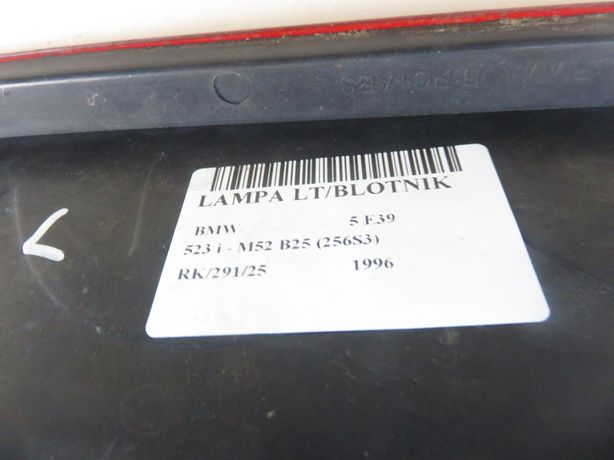 LAMPA LT/BLOTNIK
BMW 5 E39
523 i - M52 B25 (256S3)
RK/291/25 1996